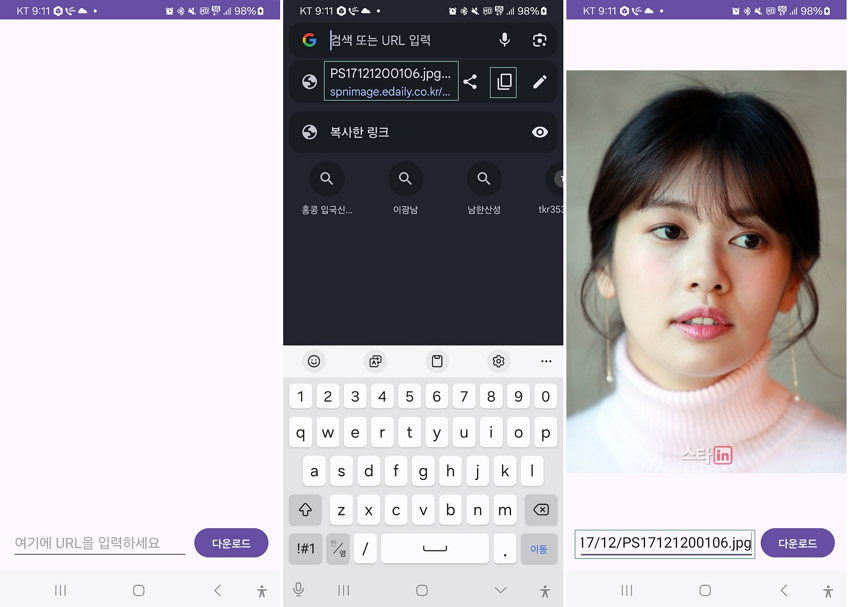 KT 9:11
98%
여기에 URL을 입력하세요
다운로드
KT 9:11
98%
검색 또는 URL 입력
PS17121200106.jpg...
spnimage.edaily.co.kr/...
복사한 링크
홍콩 입국신...
이광남
남한산성
tkr353
1 2 3 4 5 6 7 8 9 0
q w e r t y u i o p
a s d f g h j k l
z x c v b n m
!#1 한/영 / . 이동
KT 9:11
98%
스타in
17/12/PS17121200106.jpg
다운로드